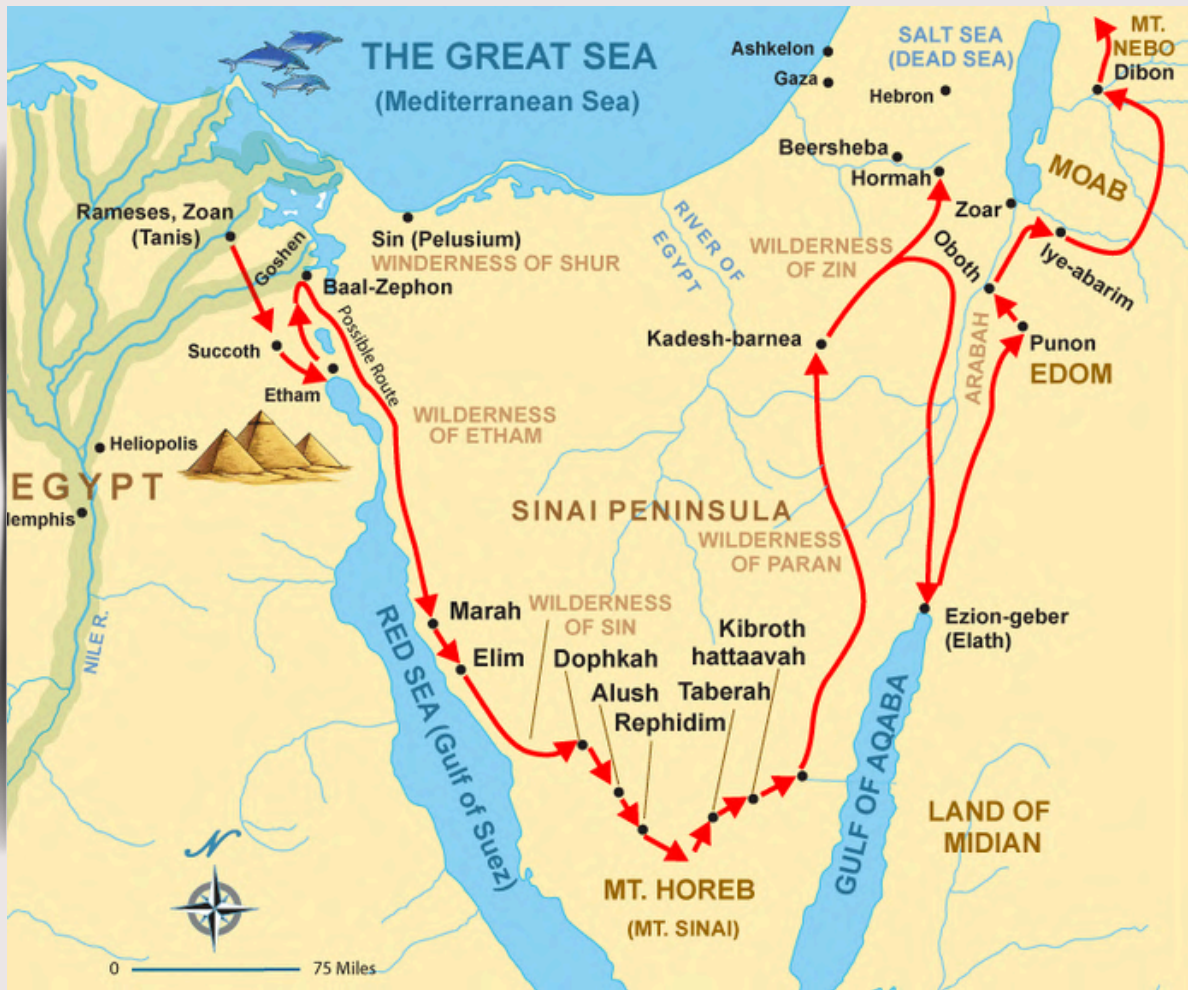 THE GREAT SEA
(Mediterranean Sea)
Ashkelon
Gaza
SALT SEA
(DEAD SEA)
Hebron
MT.
NEBO
Dibon
Beersheba
Hormah
MOAB
Zoar
Rameses, Zoan
(Tanis)
Goshen
Sin (Pelusium)
WINDERNESS OF SHUR
Baal-Zephon
RIVER OF
EGYPT
WILDERNESS
OF ZIN
Oboth
Iye-abarim
Possible Route
Succoth
Etham
Kadesh-barnea
ARABAH
Punon
EDOM
WILDERNESS
OF ETHAM
Heliopolis
EGYPT
lemphis
SINAI PENINSULA
WILDERNESS
OF PARAN
NILE R.
Marah
Elim
WILDERNESS
OF SIN
Dophkah
Alush
Rephidim
Kibroth
hattaavah
Taberah
Ezion-geber
(Elath)
RED SEA (Gulf of Suez)
GULF OF AQABA
LAND OF
MIDIAN
MT. HOREB
(MT. SINAI)
N
0 75 Miles